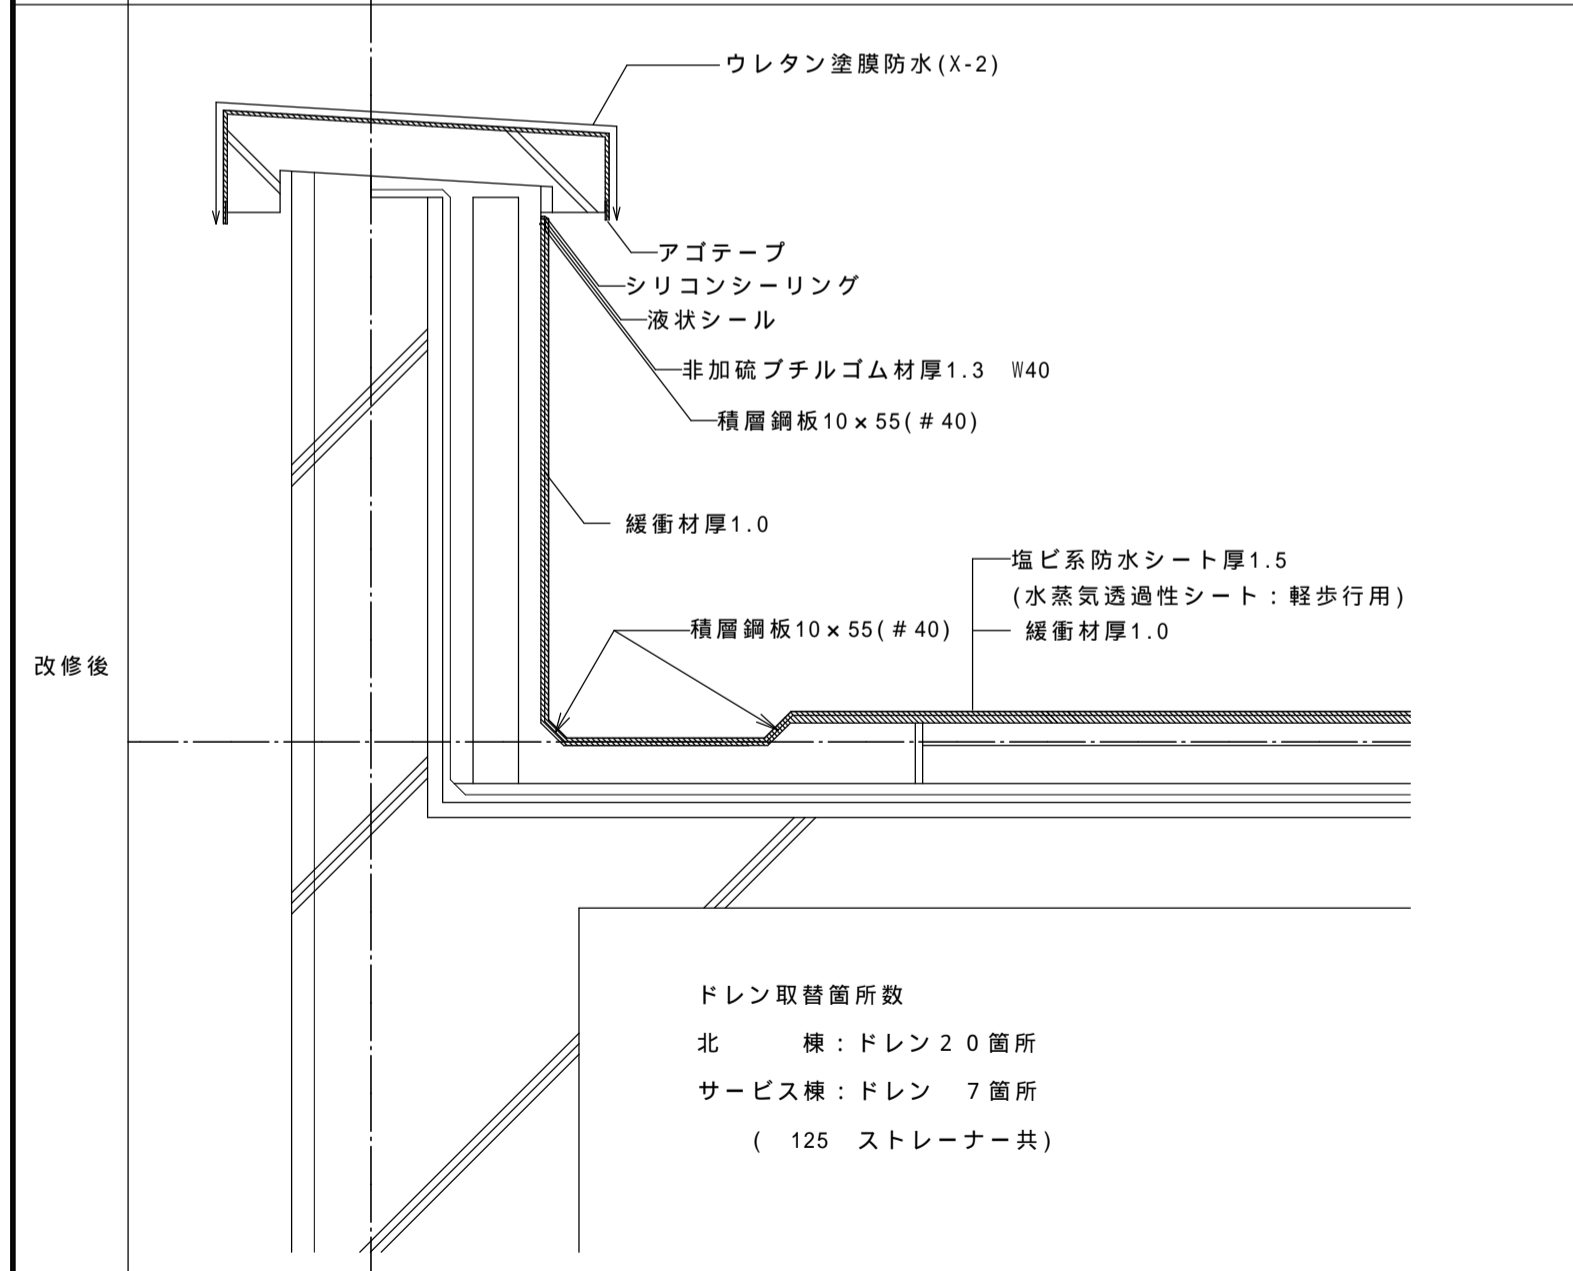 ウレタン塗膜防水(X-2)
アゴテープ
シリコンシーリング
液状シール
非加硫ブチルゴム材厚1.3 W40
積層鋼板10×55(#40)
緩衝材厚1.0
塩ビ系防水シート厚1.5
(水蒸気透過性シート:軽歩行用)
積層鋼板10×55(#40)
緩衝材厚1.0
改修後
ドレン取替箇所数
北 棟:ドレン20箇所
サービス棟:ドレン 7箇所
( 125 ストレーナー共)